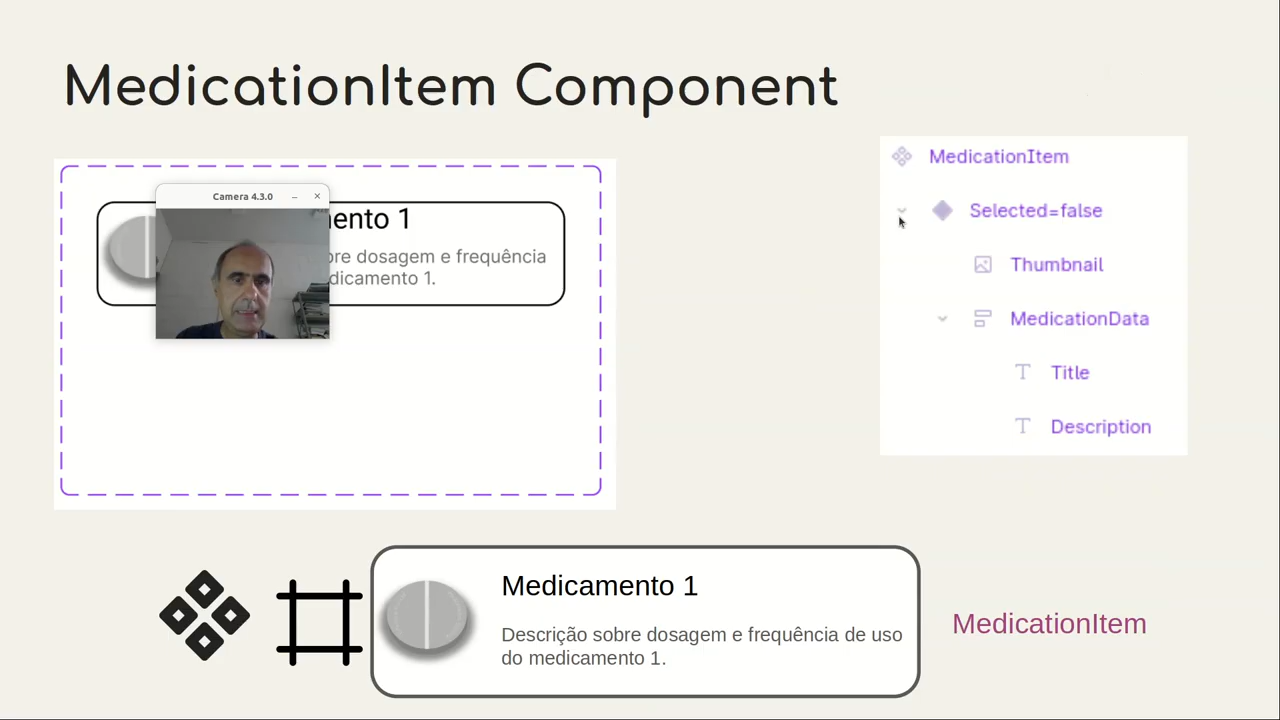 MedicationItem Component
Camera 4.3.0
ento 1
re dosagem e frequência
dicamento 1.
MedicationItem
Selected=false
Thumbnail
MedicationData
T Title
T Description
Medicamento 1
Descrição sobre dosagem e frequência de uso
do medicamento 1.
MedicationItem